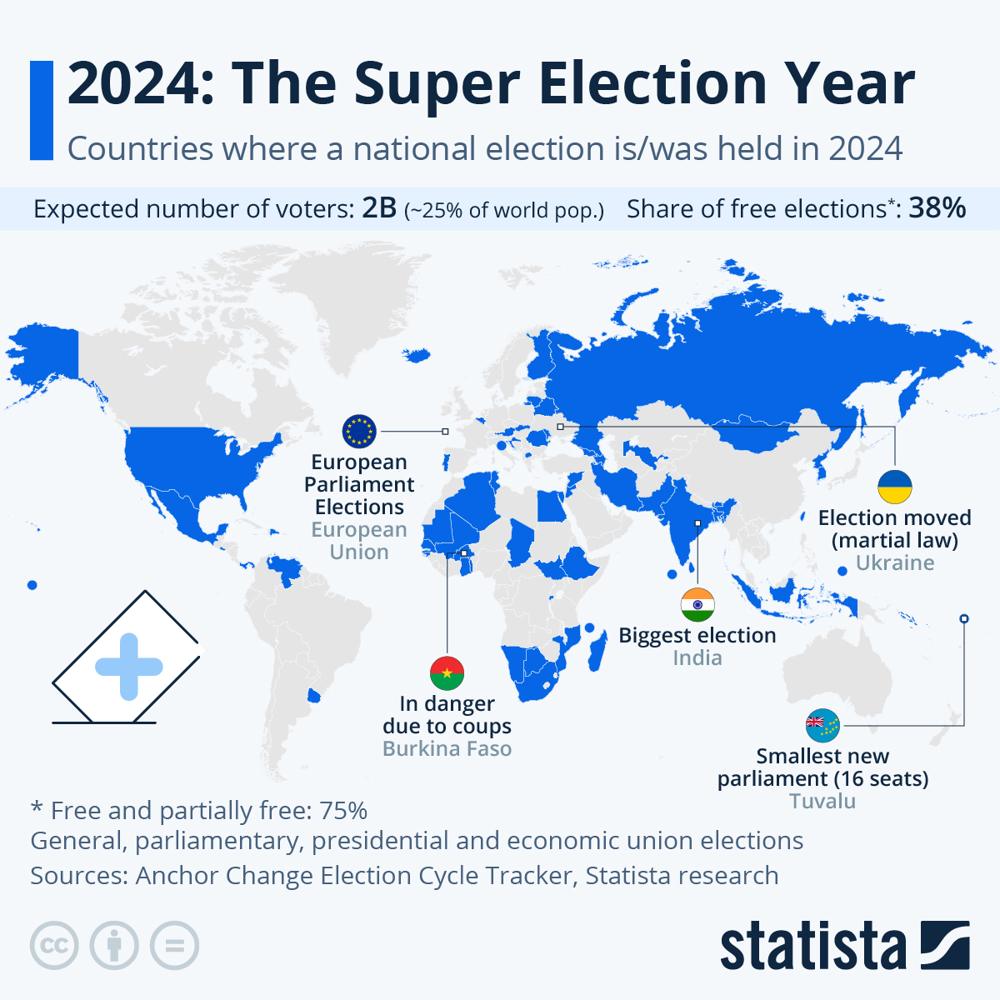 2024: The Super Election Year
Countries where a national election is/was held in 2024
Expected number of voters: 2B (~25% of world pop.) Share of free elections*: 38%
European
Parliament
Elections
European
Union
Election moved
(martial law)
Ukraine
Biggest election
India
In danger
due to coups
Burkina Faso
Smallest new
parliament (16 seats)
Tuvalu
* Free and partially free: 75%
General, parliamentary, presidential and economic union elections
Sources: Anchor Change Election Cycle Tracker, Statista research
cc
statista